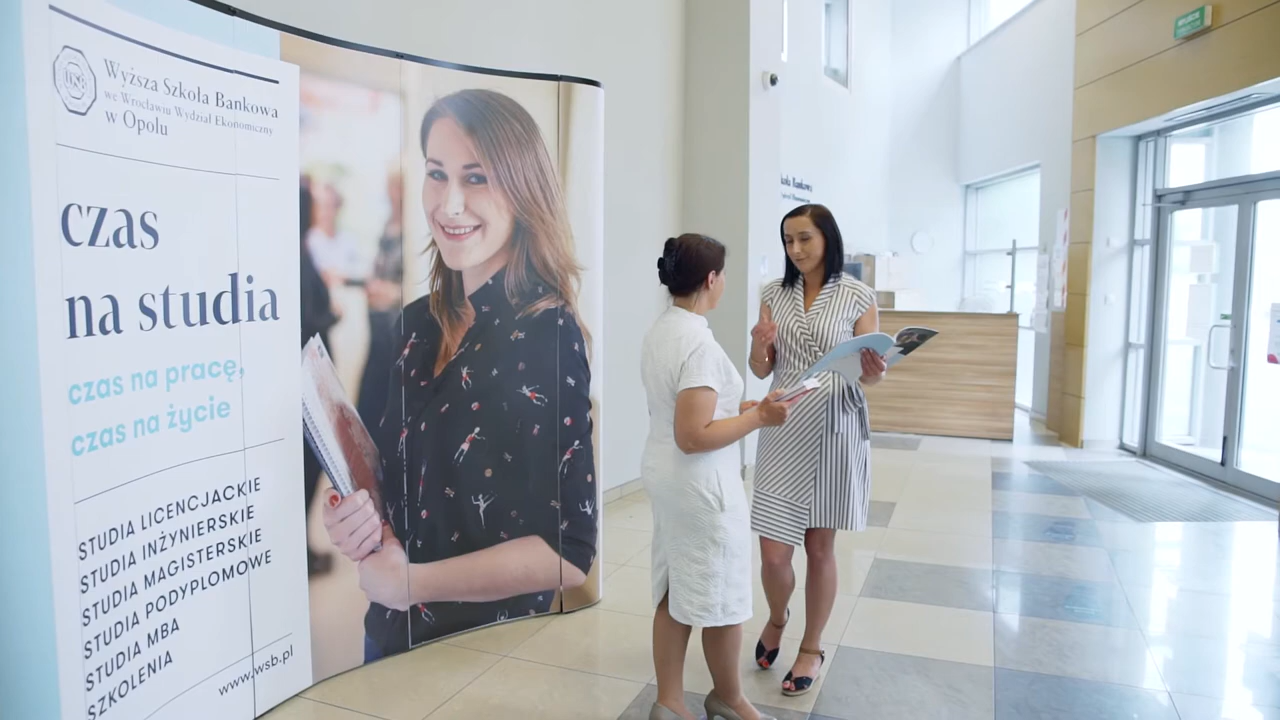 WSB
Wyższa Szkoła Bankowa
we Wrocławiu Wydział Ekonomiczny
w Opolu
czas
na studia
czas na pracę,
czas na życie
STUDIA LICENCJACKIE
STUDIA INŻYNIERSKIE
STUDIA MAGISTERSKIE
STUDIA PODYPLOMOWE
STUDIA MBA
SZKOLENIA
www.wsb.pl
Bankowa